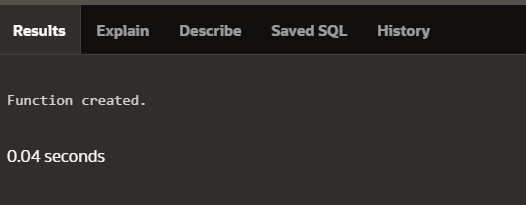 Results Explain Describe Saved SQL History
Function created.
0.04 seconds